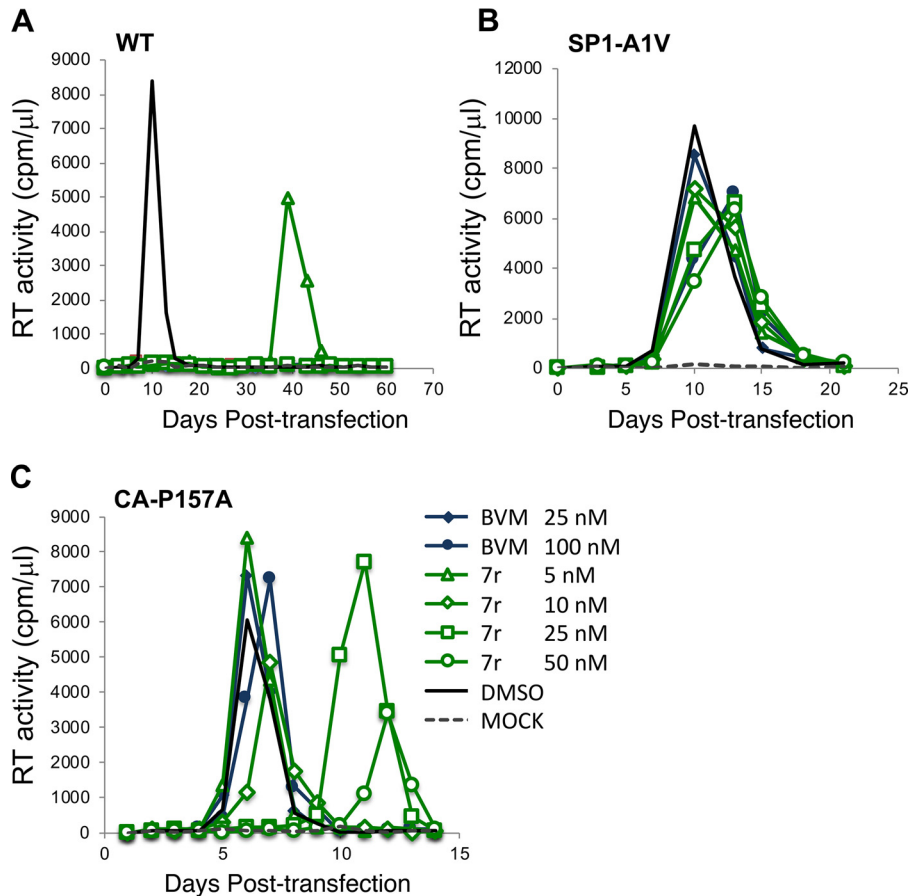 A
WT
9000
8000
7000
6000
5000
4000
3000
2000
1000
0
RT activity (cpm/µl)
0 10 20 30 40 50 60 70
Days Post-transfection
B
SP1-A1V
12000
10000
8000
6000
4000
2000
0
RT activity (cpm/µl)
0 5 10 15 20 25
Days Post-transfection
C
CA-P157A
9000
8000
7000
6000
5000
4000
3000
2000
1000
0
RT activity (cpm/µl)
0 5 10 15
Days Post-transfection
BVM 25 nM
BVM 100 nM
7r 5 nM
7r 10 nM
7r 25 nM
7r 50 nM
DMSO
MOCK